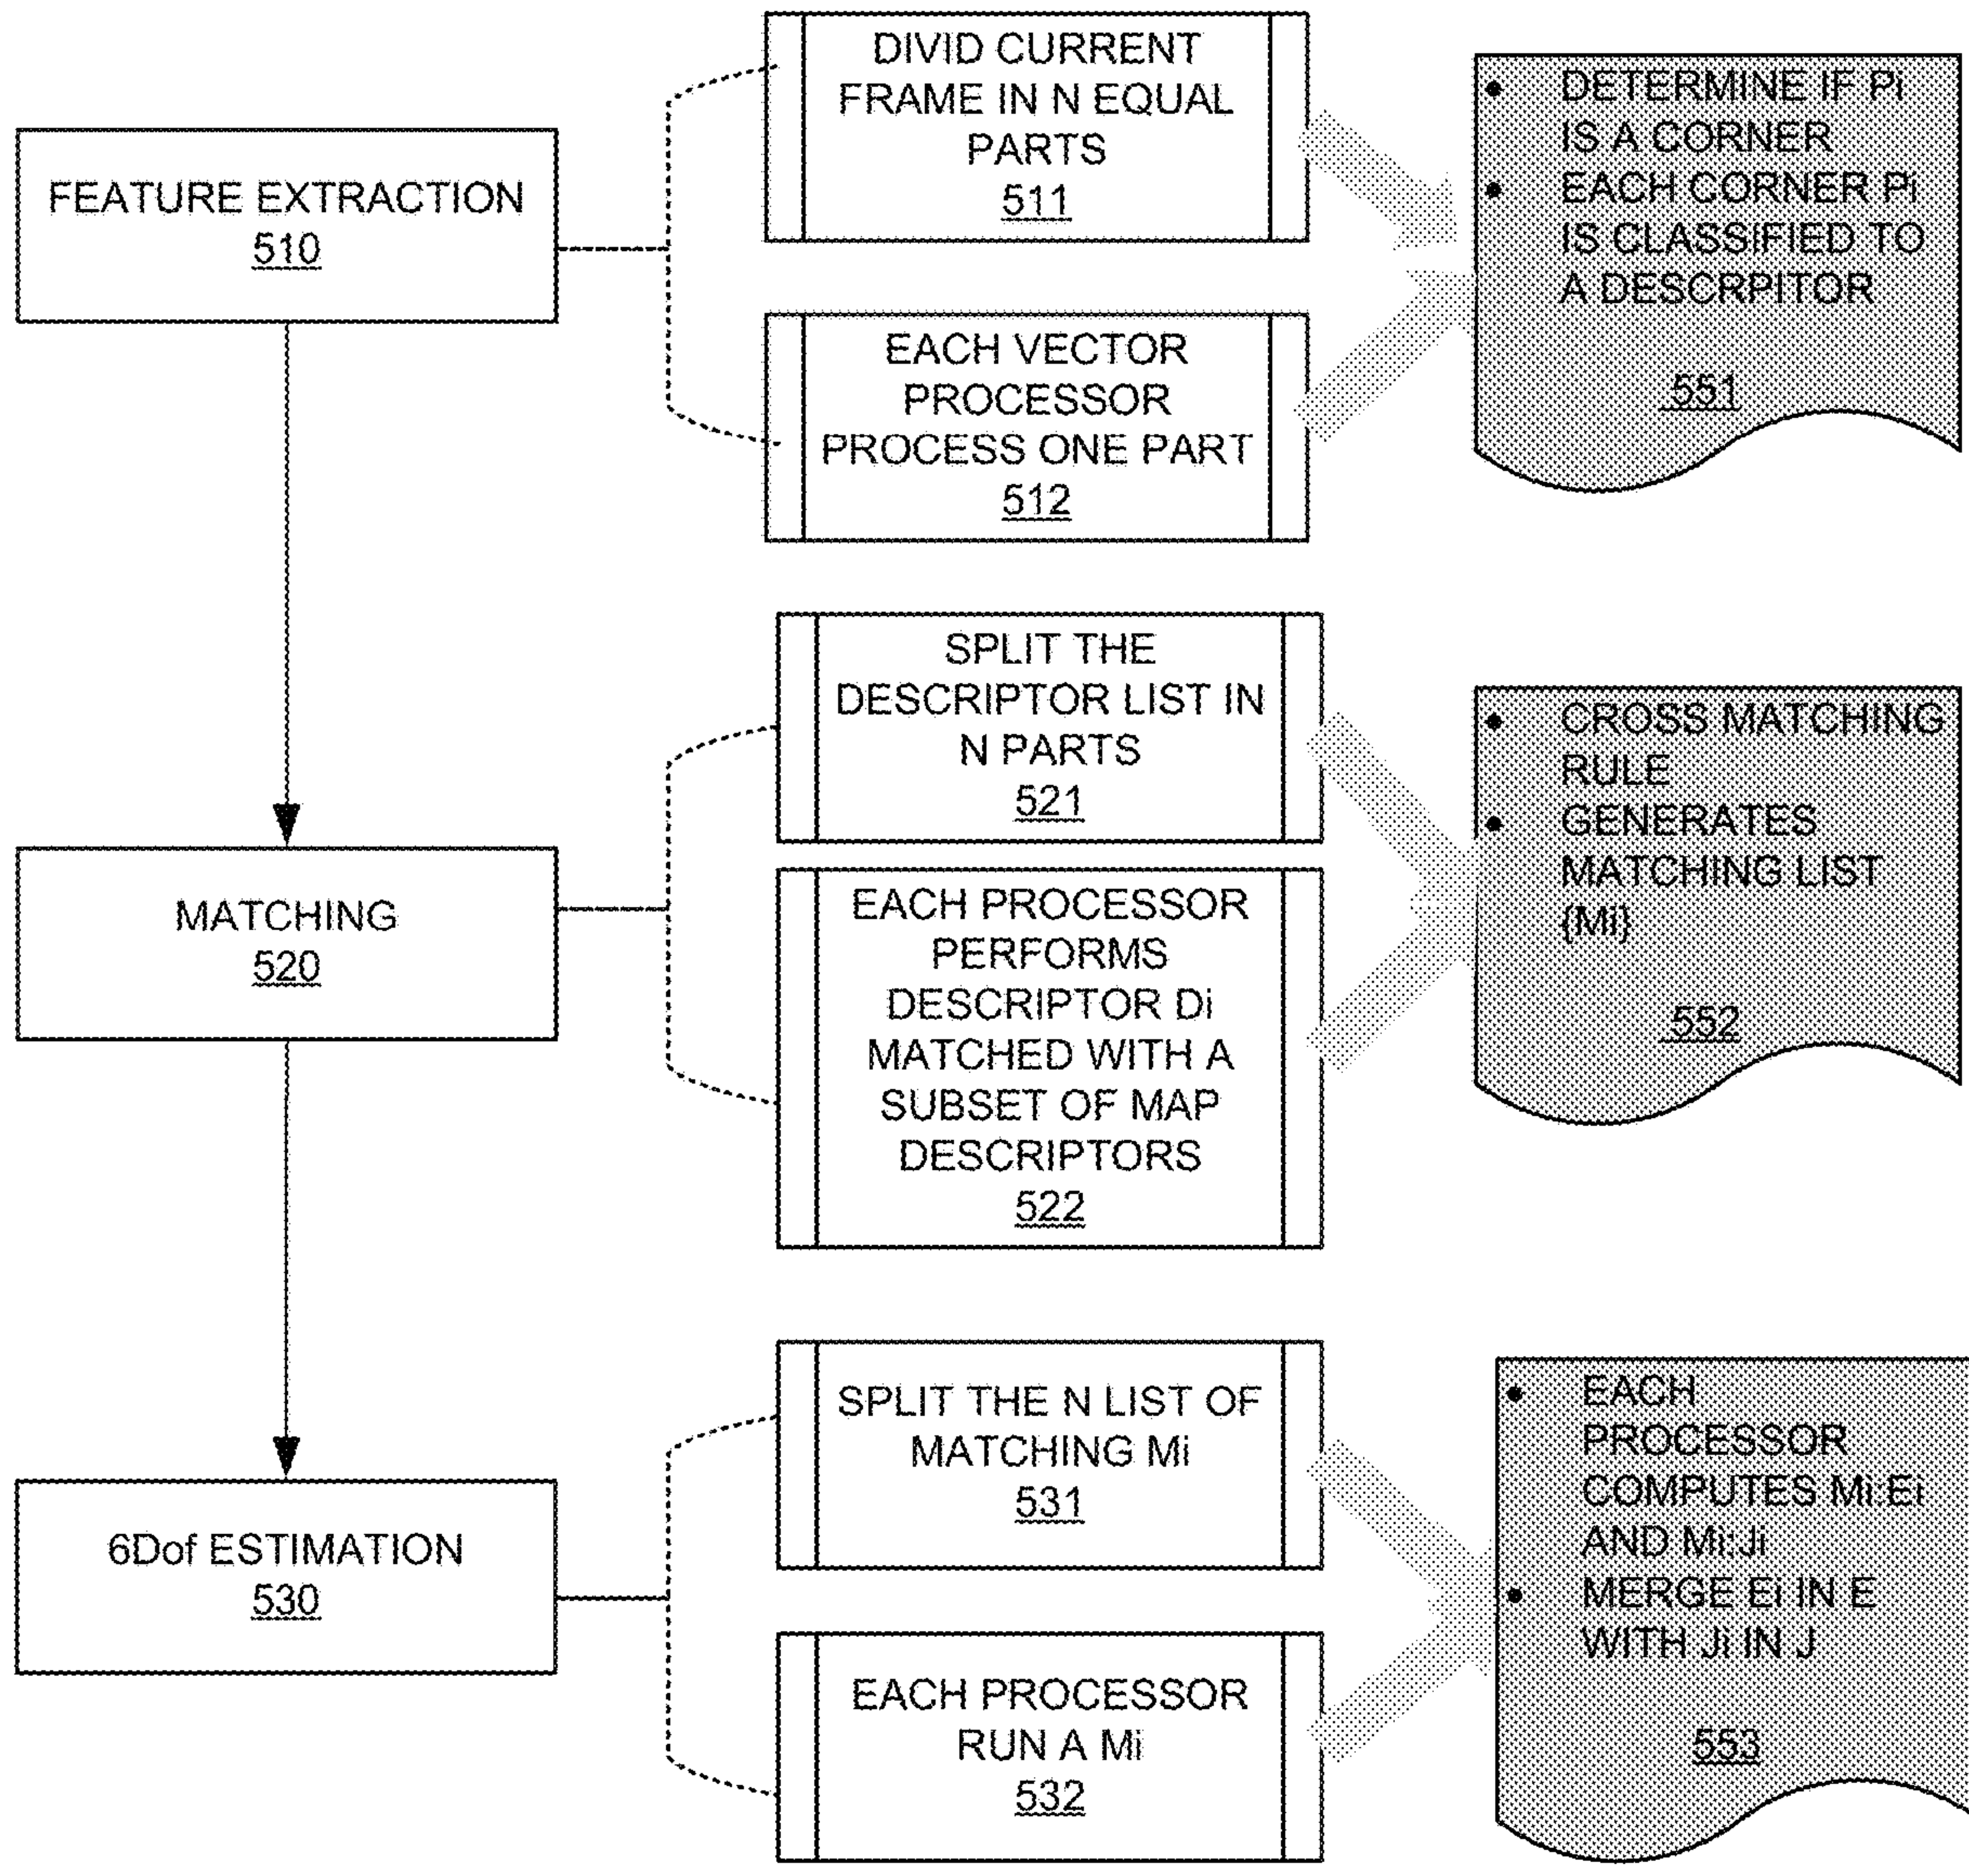 FEATURE EXTRACTION
510
DIVID CURRENT
FRAME IN N EQUAL
PARTS
511
EACH VECTOR
PROCESSOR
PROCESS ONE PART
512
• DETERMINE IF Pi
IS A CORNER
• EACH CORNER Pi
IS CLASSIFIED TO
A DESCRPITOR
551
MATCHING
520
SPLIT THE
DESCRIPTOR LIST IN
N PARTS
521
EACH PROCESSOR
PERFORMS
DESCRIPTOR Di
MATCHED WITH A
SUBSET OF MAP
DESCRIPTORS
522
• CROSS MATCHING
RULE
• GENERATES
MATCHING LIST
{Mi}
552
6Dof ESTIMATION
530
SPLIT THE N LIST OF
MATCHING Mi
531
EACH PROCESSOR
RUN A Mi
532
• EACH
PROCESSOR
COMPUTES Mi:Ei
AND Mi:Ji
• MERGE Ei IN E
WITH Ji IN J
553